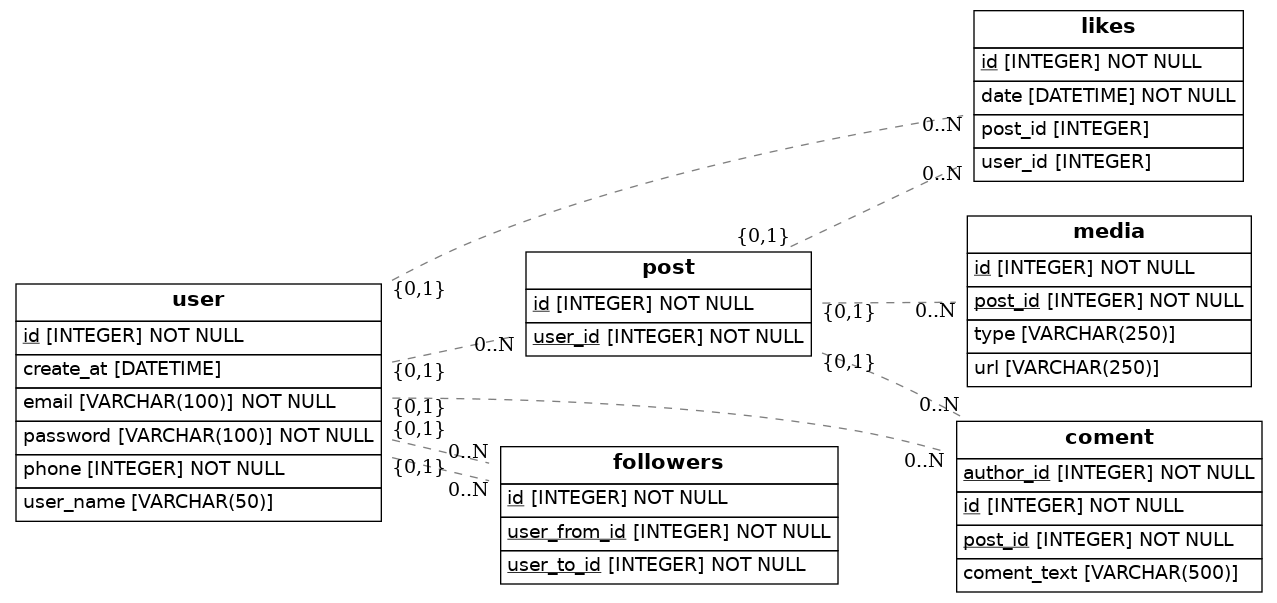 likes
id [INTEGER] NOT NULL
date [DATETIME] NOT NULL
post_id [INTEGER]
user_id [INTEGER]
0..N
0..N
{0,1}
media
id [INTEGER] NOT NULL
post_id [INTEGER] NOT NULL
type [VARCHAR(250)]
url [VARCHAR(250)]
post
id [INTEGER] NOT NULL
user_id [INTEGER] NOT NULL
{0,1}
0..N
{0,1}
0..N
user
id [INTEGER] NOT NULL
create_at [DATETIME]
email [VARCHAR(100)] NOT NULL
password [VARCHAR(100)] NOT NULL
phone [INTEGER] NOT NULL
user_name [VARCHAR(50)]
{0,1}
0..N
{0,1}
{0,1}
{0,1}
0..N
{0,1}
0..N
0..N
followers
id [INTEGER] NOT NULL
user_from_id [INTEGER] NOT NULL
user_to_id [INTEGER] NOT NULL
coment
author_id [INTEGER] NOT NULL
id [INTEGER] NOT NULL
post_id [INTEGER] NOT NULL
coment_text [VARCHAR(500)]